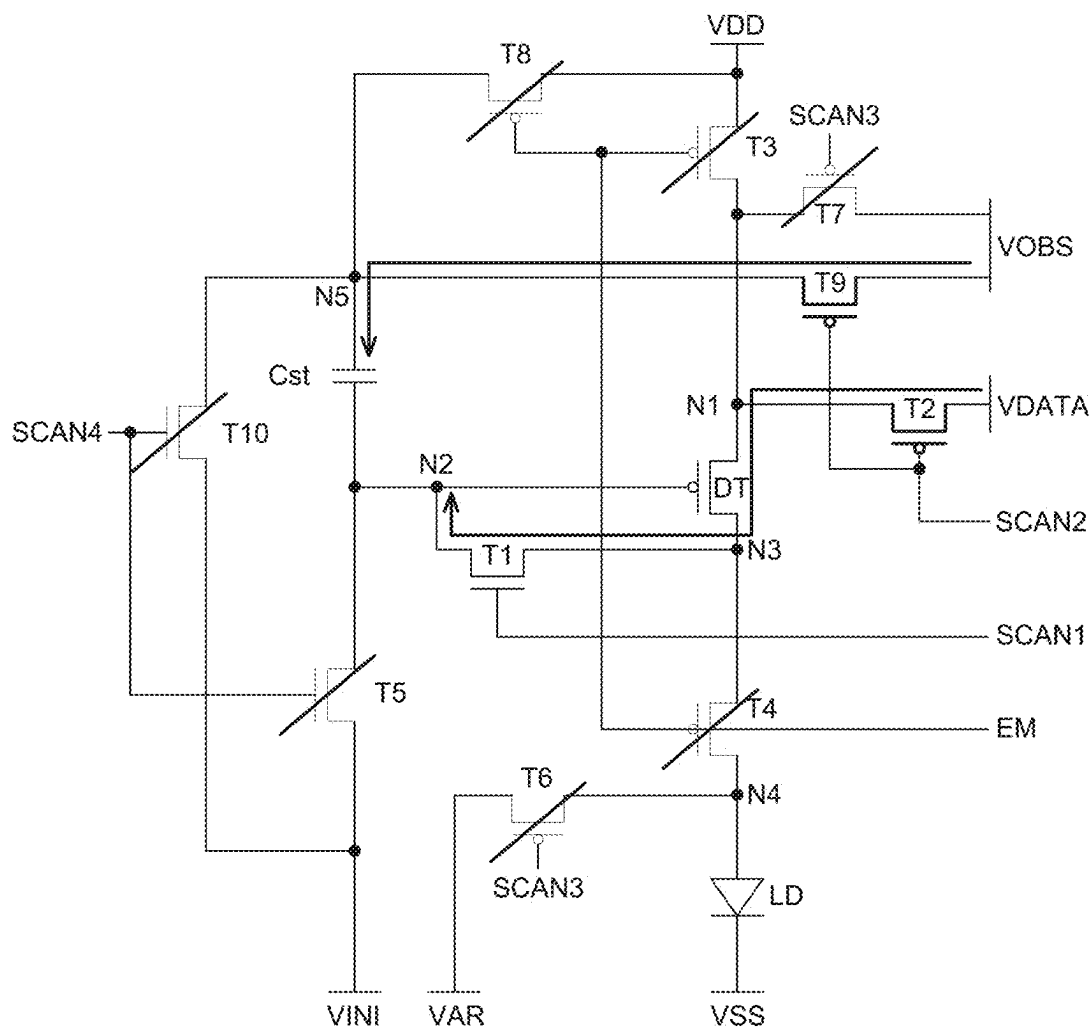 VDD
T8
SCAN3
T3
T7
VOBS
N5
T9
Cst
N1
T2
VDATA
SCAN4
T10
N2
DT
SCAN2
T1
N3
SCAN1
T5
T4
EM
T6
N4
SCAN3
LD
VINI
VAR
VSS